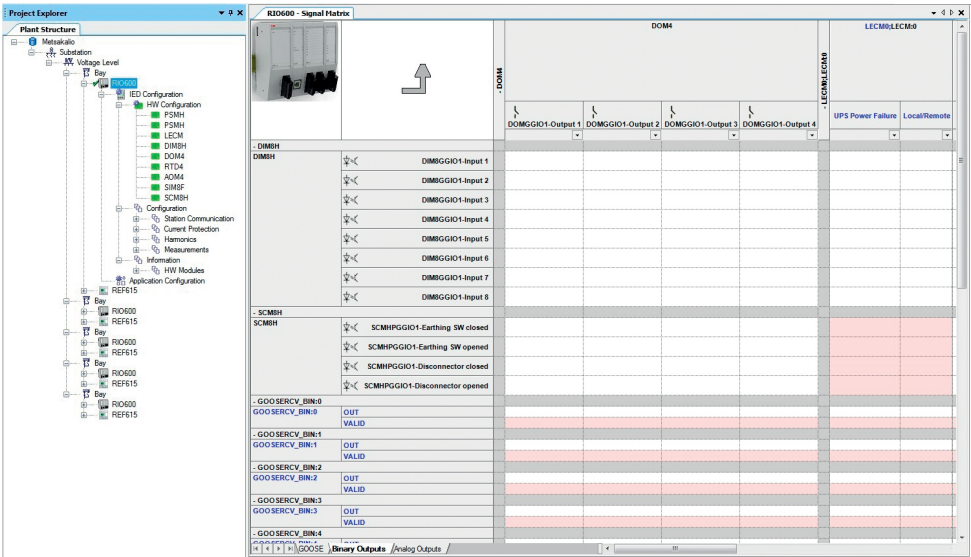 Project Explorer
Plant Structure
Metsakallo
Substation
Voltage Level
Bay
RIO600
IED Configuration
HW Configuration
PSMH
PSMH
LECM
DIM8H
DOM4
RTD4
AOM4
SIM8F
SCM8H
Configuration
Station Communication
Current Protection
Harmonics
Measurements
Information
HW Modules
Application Configuration
REF615
Bay
RIO600
REF615
Bay
RIO600
REF615
Bay
RIO600
REF615
Bay
RIO600
REF615
RIO600 - Signal Matrix
- DOM4
DOM4
- LECM0;LECM:0
LECM0;LECM:0
DOMGGIO1-Output 1
DOMGGIO1-Output 2
DOMGGIO1-Output 3
DOMGGIO1-Output 4
UPS Power Failure
Local/Remote
- DIM8H
DIM8H
DIM8GGIO1-Input 1
DIM8GGIO1-Input 2
DIM8GGIO1-Input 3
DIM8GGIO1-Input 4
DIM8GGIO1-Input 5
DIM8GGIO1-Input 6
DIM8GGIO1-Input 7
DIM8GGIO1-Input 8
- SCM8H
SCM8H
SCMHPGGIO1-Earthing SW closed
SCMHPGGIO1-Earthing SW opened
SCMHPGGIO1-Disconnector closed
SCMHPGGIO1-Disconnector opened
- GOOSERCV_BIN:0
GOOSERCV_BIN:0 OUT
VALID
- GOOSERCV_BIN:1
GOOSERCV_BIN:1 OUT
VALID
- GOOSERCV_BIN:2
GOOSERCV_BIN:2 OUT
VALID
- GOOSERCV_BIN:3
GOOSERCV_BIN:3 OUT
VALID
- GOOSERCV_BIN:4
GOOSE Binary Outputs Analog Outputs